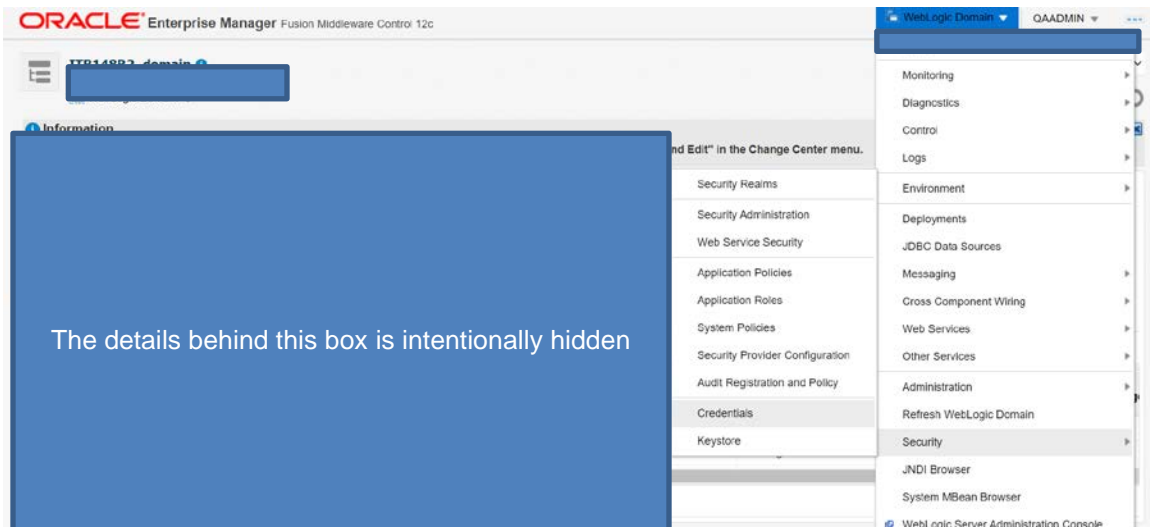 ORACLE Enterprise Manager Fusion Middleware Control 12c
WebLogic Domain
QAADMIN
domain
Information
nd Edit" in the Change Center menu.
The details behind this box is intentionally hidden
Security Realms
Security Administration
Web Service Security
Application Policies
Application Roles
System Policies
Security Provider Configuration
Audit Registration and Policy
Credentials
Keystore
Monitoring
Diagnostics
Control
Logs
Environment
Deployments
JDBC Data Sources
Messaging
Cross Component Wiring
Web Services
Other Services
Administration
Refresh WebLogic Domain
Security
JNDI Browser
System MBean Browser
WebLogic Server Administration Console